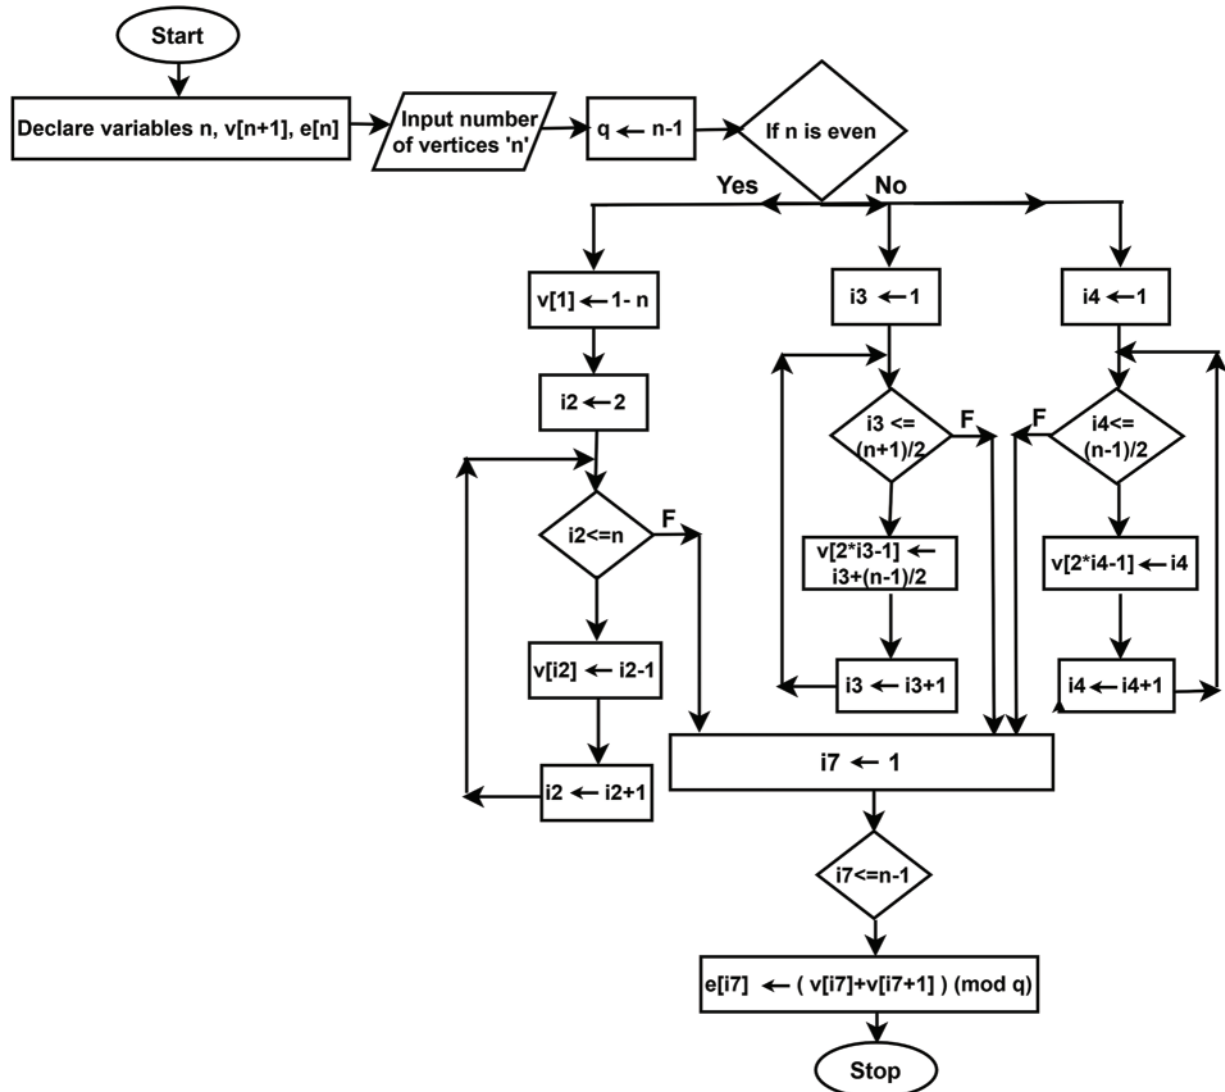 Start
Declare variables n, v[n+1], e[n]
Input number
of vertices 'n'
q ← n-1
If n is even
Yes
No
v[1] ← 1- n
i3 ← 1
i4 ← 1
i2 ← 2
i3 <=
(n+1)/2
F
F
i4<=
(n-1)/2
i2<=n
F
v[2*i3-1] ←
i3+(n-1)/2
v[2*i4-1] ← i4
v[i2] ← i2-1
i3 ← i3+1
i4 ← i4+1
i7 ← 1
i2 ← i2+1
i7<=n-1
e[i7] ← ( v[i7]+v[i7+1] ) (mod q)
Stop